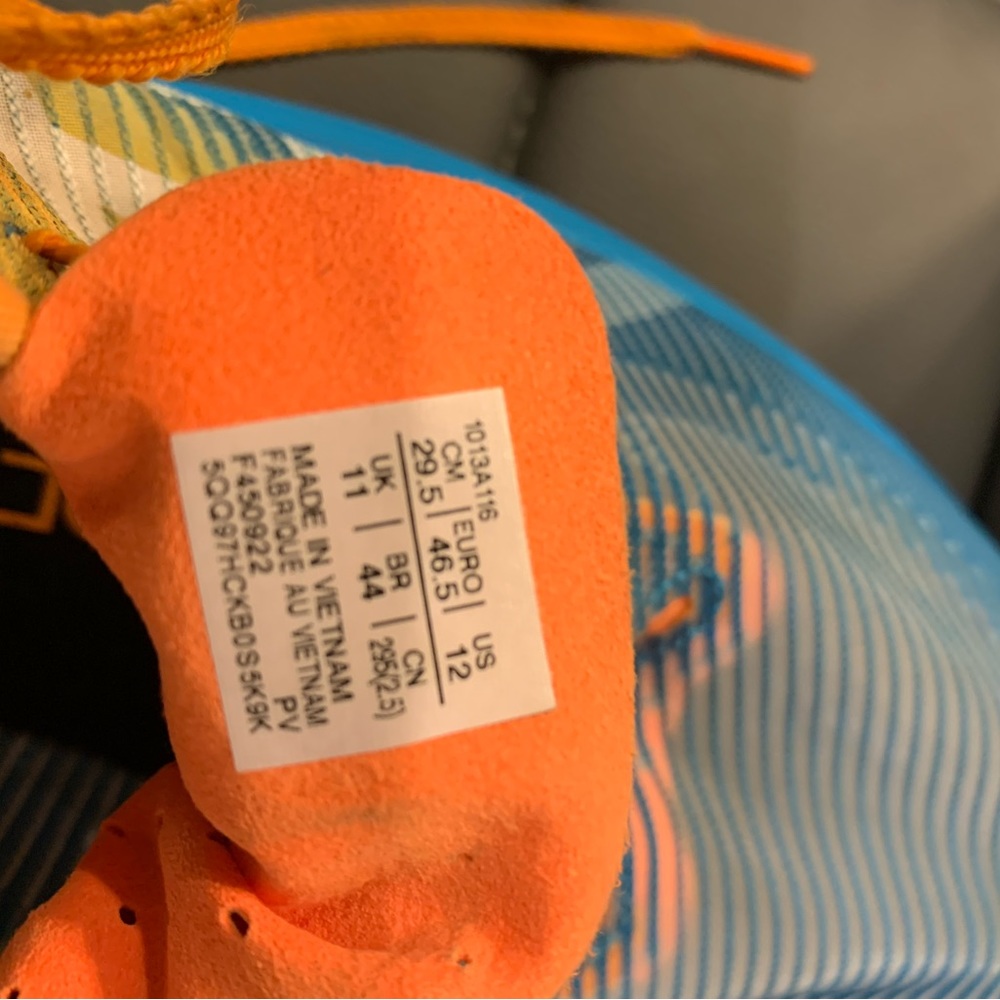 1013A116
CM | EURO | US
29.5 | 46.5 | 12
UK | BR | CN
11 | 44 | 295(2.5)
MADE IN VIETNAM
FABRIQUE AU VIETNAM
F450922 PV
5QQ97HCKB0S5K9K